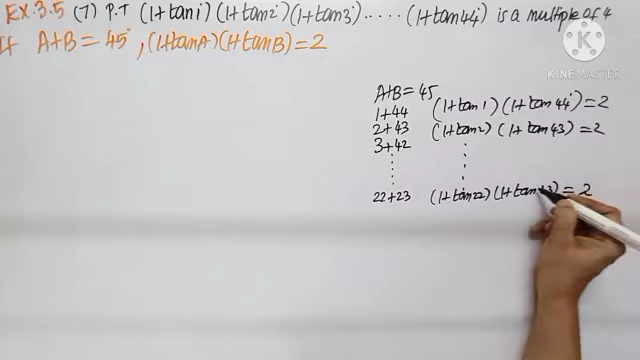 EX 3.5 (7) P.T (1+tan1°)(1+tan2°)(1+tan3°).....(1+tan44°) is a multiple of 4
If A+B = 45°, (1+tanA)(1+tanB) = 2
KINEMASTER
A+B = 45
1+44 (1+tan1)(1+tan44°) = 2
2+43 (1+tan2)(1+tan43) = 2
3+42
22+23 (1+tan22)(1+tan23) = 2